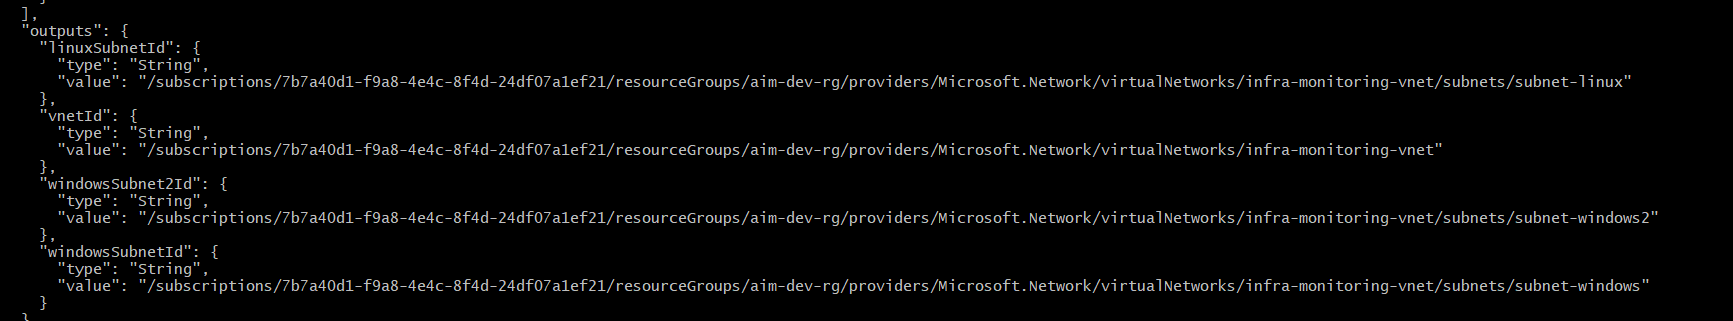 }
],
"outputs": {
"linuxSubnetId": {
"type": "String",
"value": "/subscriptions/7b7a40d1-f9a8-4e4c-8f4d-24df07a1ef21/resourceGroups/aim-dev-rg/providers/Microsoft.Network/virtualNetworks/infra-monitoring-vnet/subnets/subnet-linux"
},
"vnetId": {
"type": "String",
"value": "/subscriptions/7b7a40d1-f9a8-4e4c-8f4d-24df07a1ef21/resourceGroups/aim-dev-rg/providers/Microsoft.Network/virtualNetworks/infra-monitoring-vnet"
},
"windowsSubnet2Id": {
"type": "String",
"value": "/subscriptions/7b7a40d1-f9a8-4e4c-8f4d-24df07a1ef21/resourceGroups/aim-dev-rg/providers/Microsoft.Network/virtualNetworks/infra-monitoring-vnet/subnets/subnet-windows2"
},
"windowsSubnetId": {
"type": "String",
"value": "/subscriptions/7b7a40d1-f9a8-4e4c-8f4d-24df07a1ef21/resourceGroups/aim-dev-rg/providers/Microsoft.Network/virtualNetworks/infra-monitoring-vnet/subnets/subnet-windows"
}
}